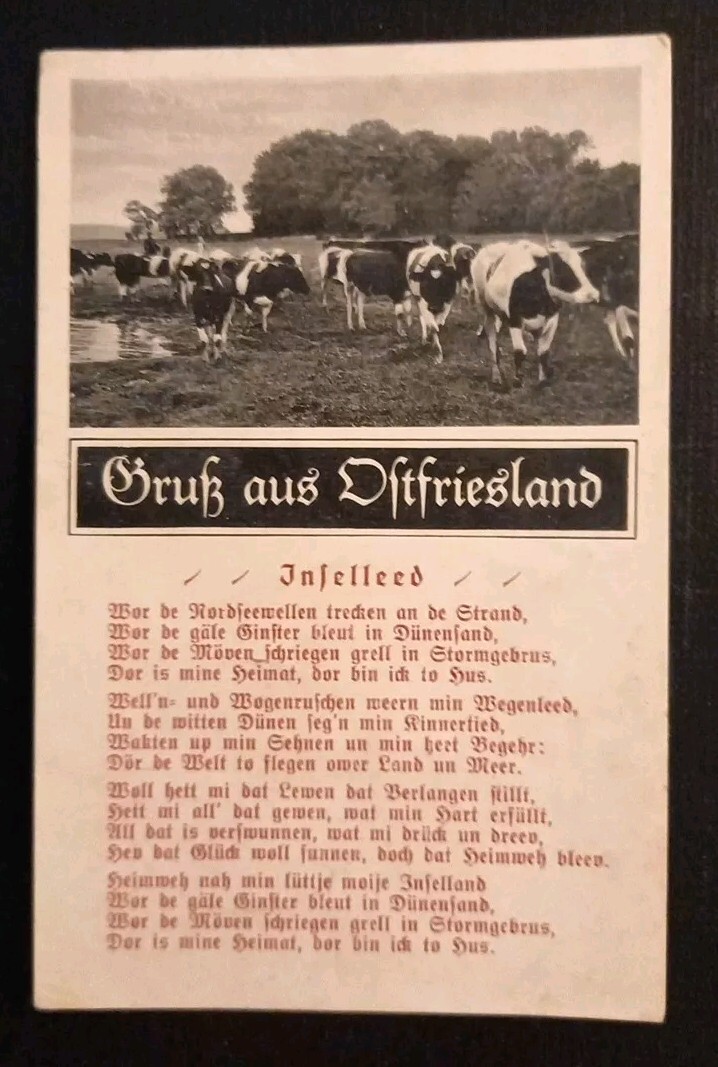 Gruß aus Ostfriesland
Inselleed
Wor de Nordseewellen trecken an de Strand,
Wor de gäle Ginster bleut in Dünensand,
Wor de Möven schriegen grell in Stormgebrus,
Dor is mine Heimat, dor bin ick to Hus.
Well'n- und Wogenruschen weern min Wegenleed,
Un de witten Dünen seg'n min Kinnertied,
Wakten up min Sehnen un min heet Begehr:
Dör de Welt to flegen ower Land un Meer.
Woll hett mi dat Lewen dat Verlangen stillt,
Hett mi all' dat gewen, wat min Hart erfüllt,
All dat is verswunnen, wat mi drück un dreev,
Hev dat Glück woll funnen, doch dat Heimweh bleev.
Heimweh nah min lüttje moije Inselland
Wor de gäle Ginster bleut in Dünensand,
Wor de Möven schriegen grell in Stormgebrus,
Dor is mine Heimat, dor bin ick to Hus.